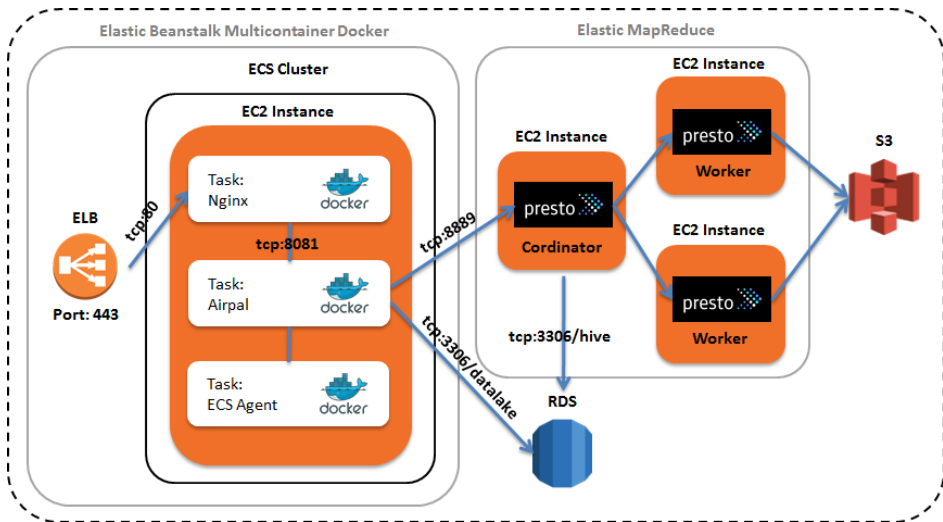 Elastic Beanstalk Multicontainer Docker
Elastic MapReduce
ECS Cluster
EC2 Instance
Task:
Nginx
docker
tcp:80
ELB
Port: 443
tcp:8081
Task:
Airpal
docker
Task:
ECS Agent
docker
tcp:8889
tcp:3306/datalake
EC2 Instance
presto
Cordinator
tcp:3306/hive
RDS
EC2 Instance
presto
Worker
EC2 Instance
presto
Worker
S3